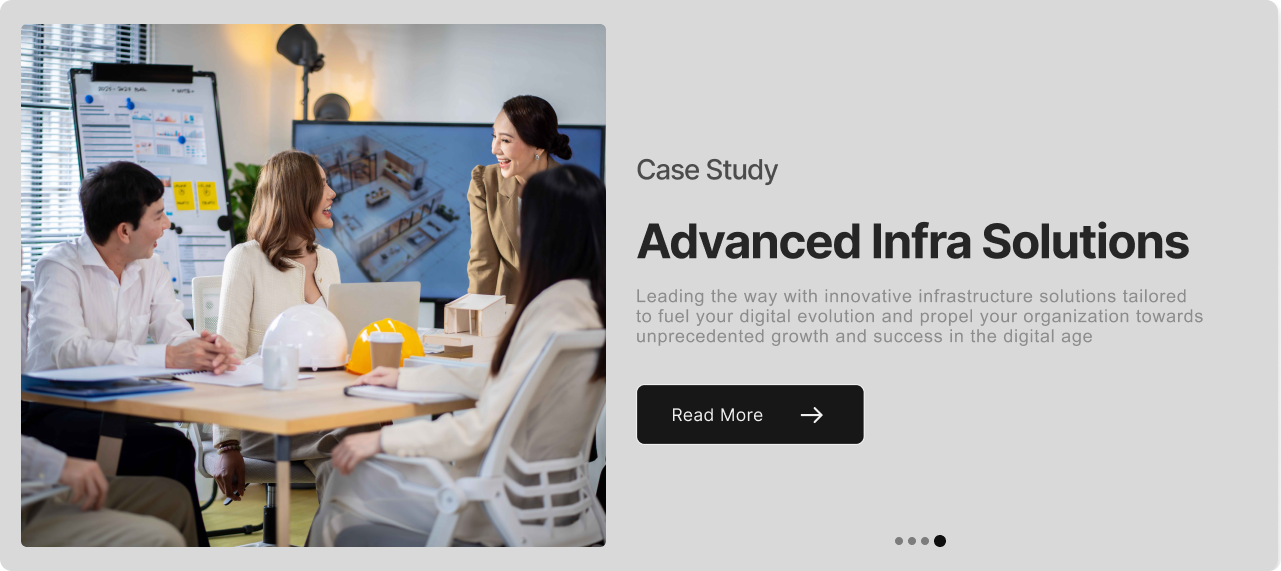 Case Study
Advanced Infra Solutions
Leading the way with innovative infrastructure solutions tailored
to fuel your digital evolution and propel your organization towards
unprecedented growth and success in the digital age
Read More